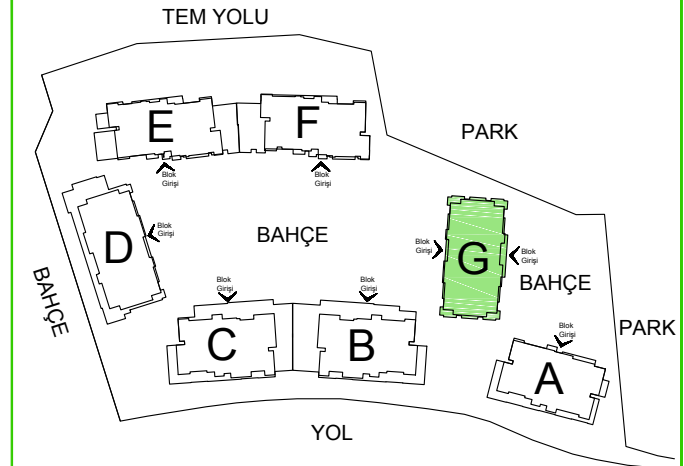 TEM YOLU
PARK
E
F
Blok
Girişi
Blok
Girişi
D
Blok
Girişi
BAHÇE
Blok
Girişi
G
Blok
Girişi
BAHÇE
BAHÇE
Blok
Girişi
Blok
Girişi
C
B
Blok
Girişi
A
PARK
YOL